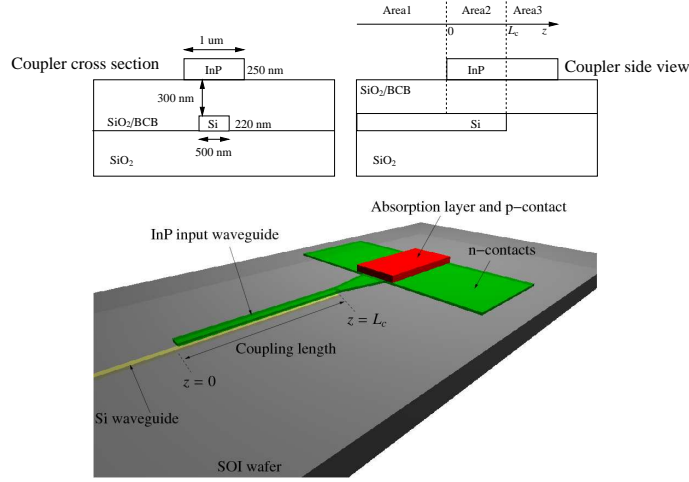 Area1 Area2 Area3
0 L_c z
1 um
Coupler cross section
InP
250 nm
300 nm
SiO2/BCB
Si
220nm
500 nm
SiO2
Coupler side view
InP
SiO2/BCB
Si
SiO2
Absorption layer and p−contact
InP input waveguide
n−contacts
z = L_c
Coupling length
z = 0
Si waveguide
SOI wafer